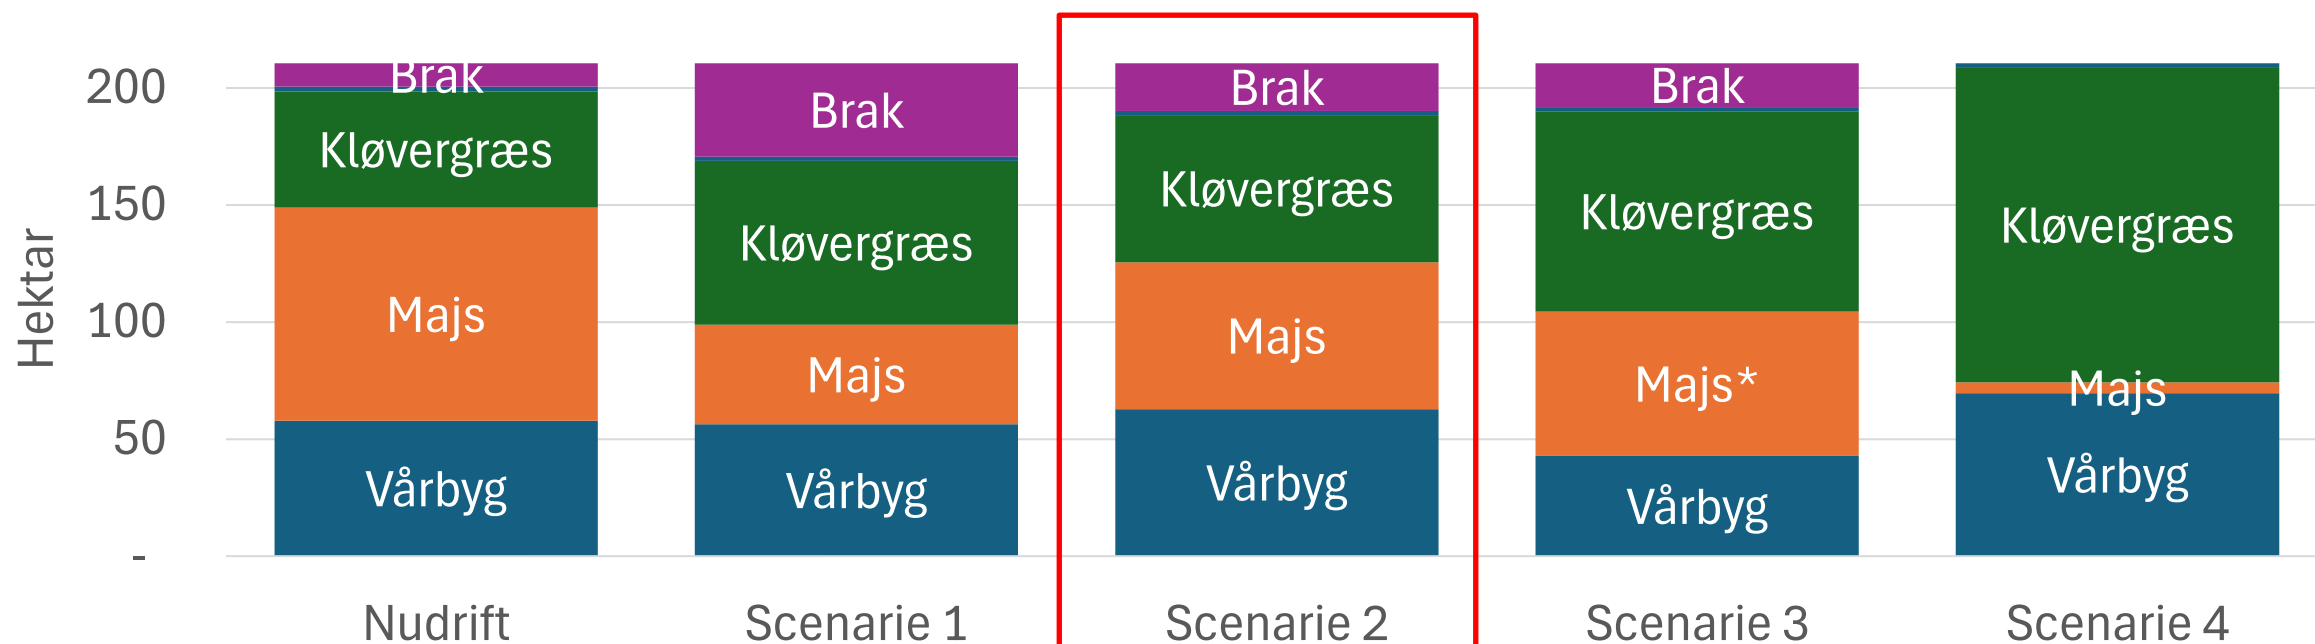 Hektar
200
150
100
50
-
Brak
Kløvergræs
Majs
Vårbyg
Nudrift
Brak
Kløvergræs
Majs
Vårbyg
Scenarie 1
Brak
Kløvergræs
Majs
Vårbyg
Scenarie 2
Brak
Kløvergræs
Majs*
Vårbyg
Scenarie 3
Kløvergræs
Majs
Vårbyg
Scenarie 4